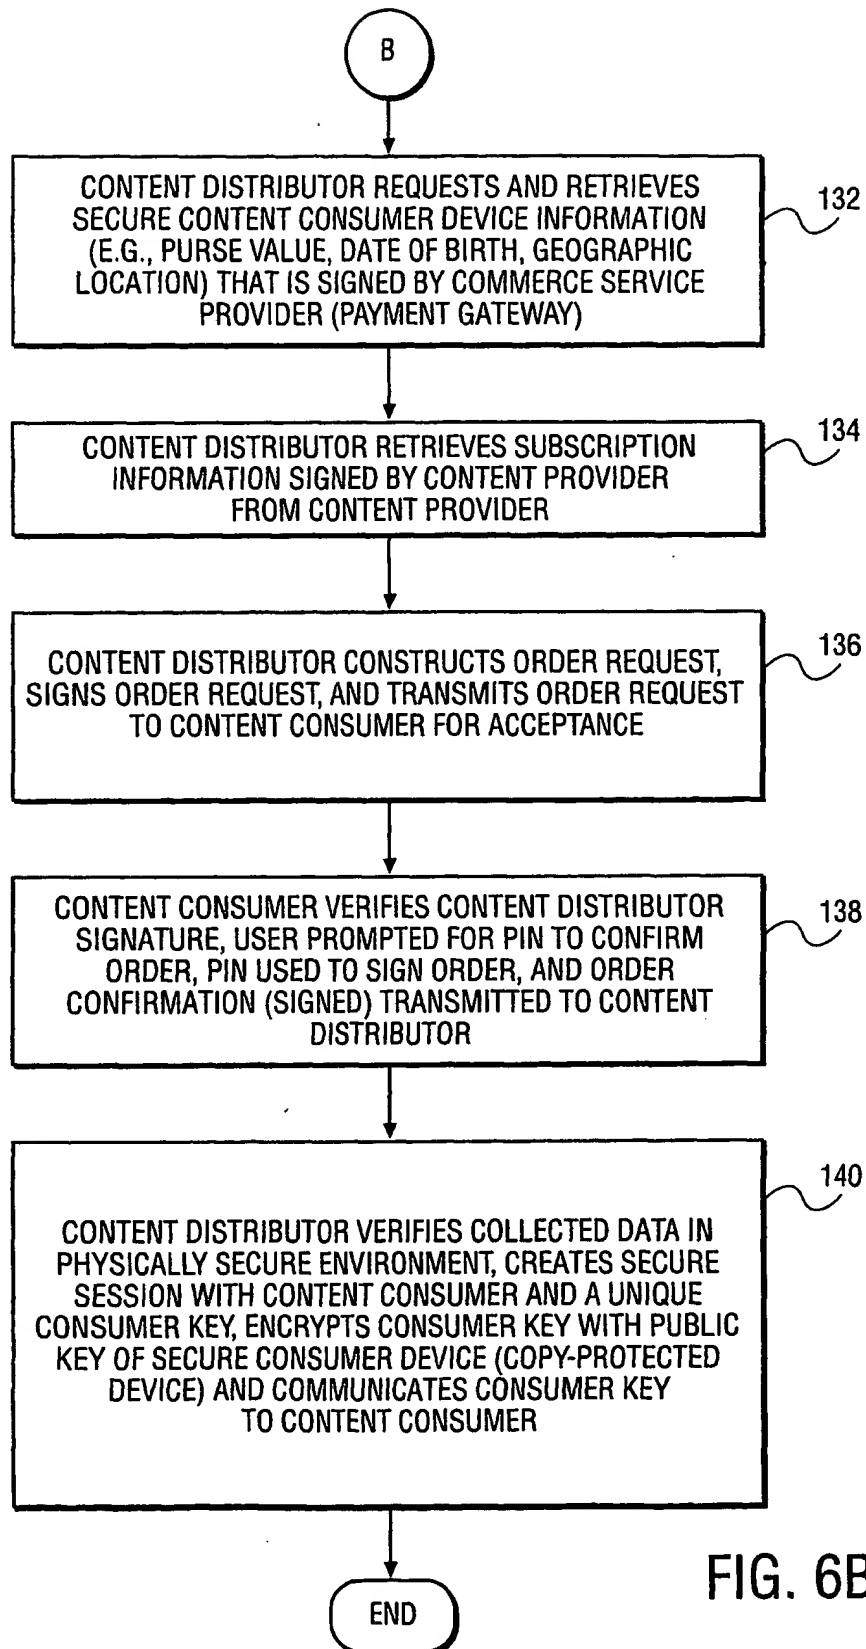 B
CONTENT DISTRIBUTOR REQUESTS AND RETRIEVES
SECURE CONTENT CONSUMER DEVICE INFORMATION
(E.G., PURSE VALUE, DATE OF BIRTH, GEOGRAPHIC
LOCATION) THAT IS SIGNED BY COMMERCE SERVICE
PROVIDER (PAYMENT GATEWAY)
132
CONTENT DISTRIBUTOR RETRIEVES SUBSCRIPTION
INFORMATION SIGNED BY CONTENT PROVIDER
FROM CONTENT PROVIDER
134
CONTENT DISTRIBUTOR CONSTRUCTS ORDER REQUEST,
SIGNS ORDER REQUEST, AND TRANSMITS ORDER REQUEST
TO CONTENT CONSUMER FOR ACCEPTANCE
136
CONTENT CONSUMER VERIFIES CONTENT DISTRIBUTOR
SIGNATURE, USER PROMPTED FOR PIN TO CONFIRM
ORDER, PIN USED TO SIGN ORDER, AND ORDER
CONFIRMATION (SIGNED) TRANSMITTED TO CONTENT
DISTRIBUTOR
138
CONTENT DISTRIBUTOR VERIFIES COLLECTED DATA IN
PHYSICALLY SECURE ENVIRONMENT, CREATES SECURE
SESSION WITH CONTENT CONSUMER AND A UNIQUE
CONSUMER KEY, ENCRYPTS CONSUMER KEY WITH PUBLIC
KEY OF SECURE CONSUMER DEVICE (COPY-PROTECTED
DEVICE) AND COMMUNICATES CONSUMER KEY
TO CONTENT CONSUMER
140
END
FIG. 6B